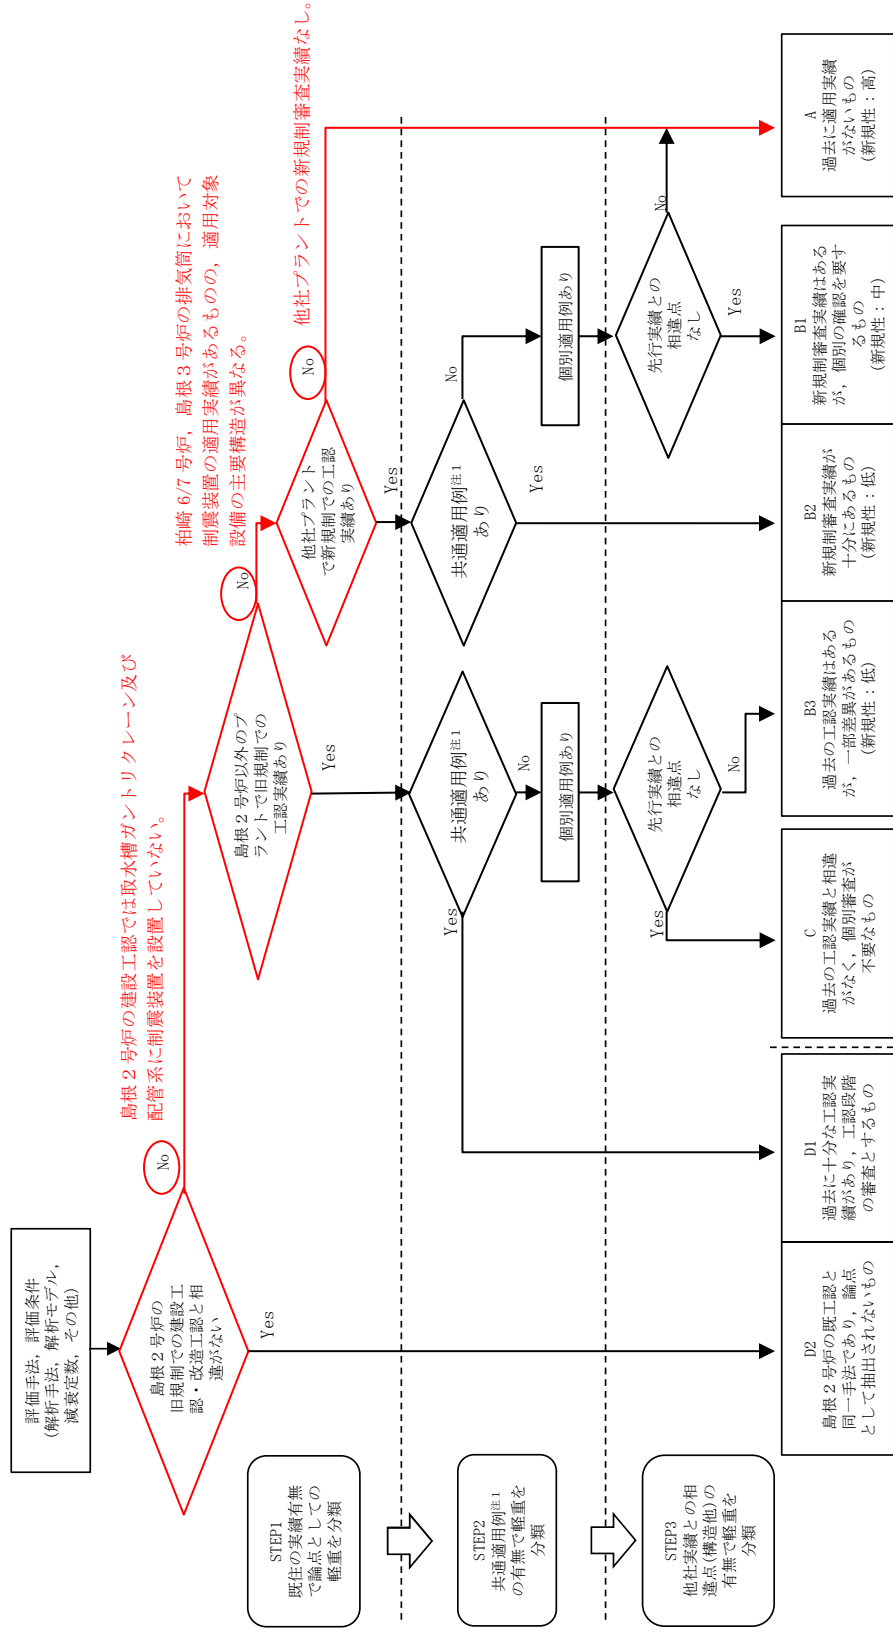 評価手法，評価条件
(解析手法，解析モデル，
減衰定数，その他)
島根２号炉の
旧規制での建設工
認・改造工認と相
違がない
Yes
No
島根２号炉の建設工認では取水槽ガントリクレーン及び
配管系に制震装置を設置していない。
島根２号炉以外のプ
ラントで旧規制での
工認実績あり
Yes
No
柏崎 6/7 号炉，島根３号炉の排気筒において
制震装置の適用実績があるものの，適用対象
設備の主要構造が異なる。
他社プラント
で新規制での工認
実績あり
Yes
No
他社プラントでの新規制審査実績なし。
STEP1
既往の実績有無
で論点としての
軽重を分類
STEP2
共通適用例注１
の有無で軽重を
分類
STEP3
他社実績との相
違点(構造他)の
有無で軽重を
分類
共通適用例注１
あり
Yes
No
個別適用例あり
先行実績との
相違点
なし
Yes
No
共通適用例注１
あり
Yes
No
個別適用例あり
先行実績との
相違点
なし
Yes
No
D2
島根２号炉の既工認と
同一手法であり，論点
として抽出されないもの
D1
過去に十分な工認実
績があり，工認段階
の審査とするもの
C
過去の工認実績と相違
がなく，個別審査が
不要なもの
B3
過去の工認実績はある
が，一部差異があるもの
(新規性：低)
B2
新規制審査実績が
十分にあるもの
(新規性：低)
B1
新規制審査実績はある
が，個別の確認を要す
るもの
(新規性：中)
A
過去に適用実績
がないもの
(新規性：高)